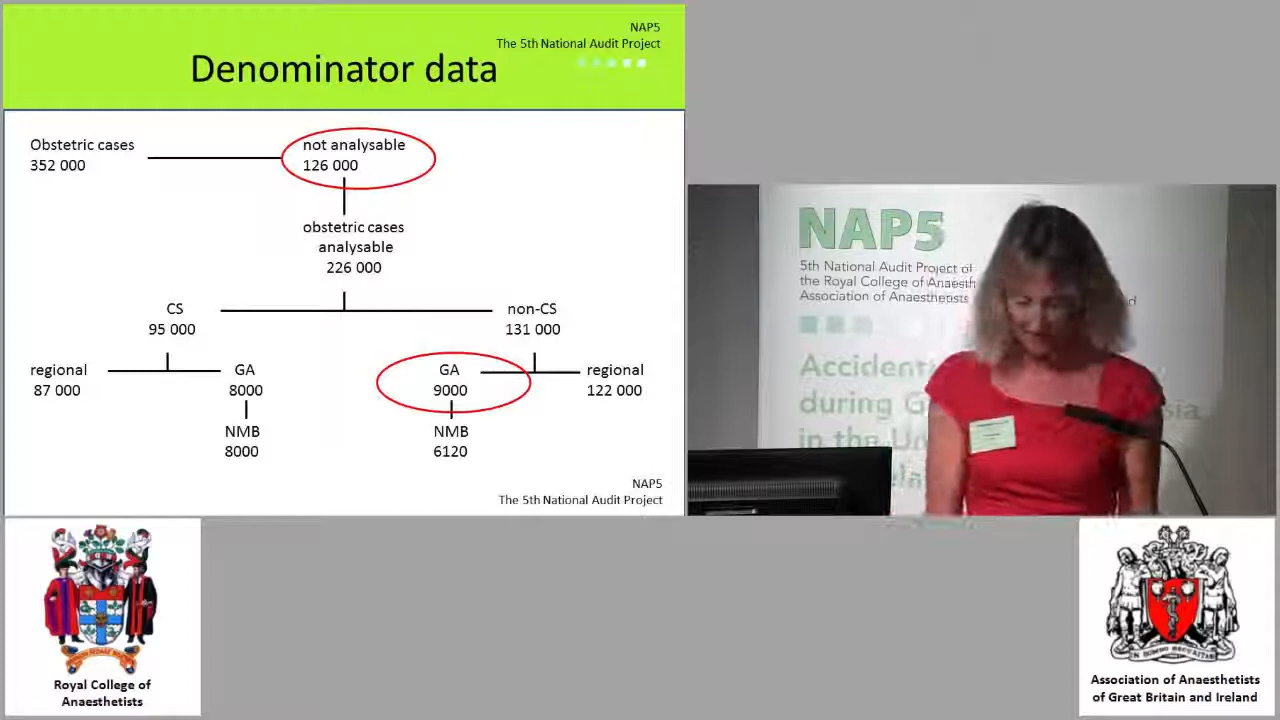 NAP5
The 5th National Audit Project
Denominator data
Obstetric cases
352 000
not analysable
126 000
obstetric cases
analysable
226 000
CS
95 000
non-CS
131 000
regional
87 000
GA
8000
GA
9000
regional
122 000
NMB
8000
NMB
6120
NAP5
The 5th National Audit Project
NAP5
5th National Audit Project of
the Royal College of Anaesth
Association of Anaesthetists
d
Accident
during G
sia
in the Un
elan
Royal College of
Anaesthetists
Association of Anaesthetists
of Great Britain and Ireland